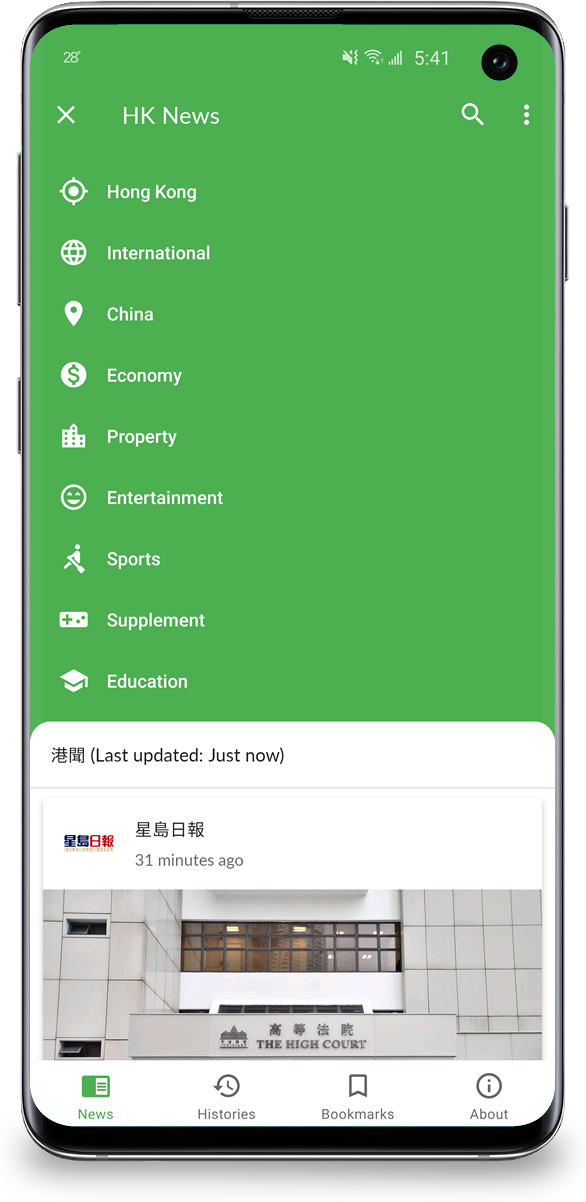 28°
5:41
HK News
Hong Kong
International
China
Economy
Property
Entertainment
Sports
Supplement
Education
港聞 (Last updated: Just now)
星島日報
星島日報
31 minutes ago
高等法院
THE HIGH COURT
News
Histories
Bookmarks
About